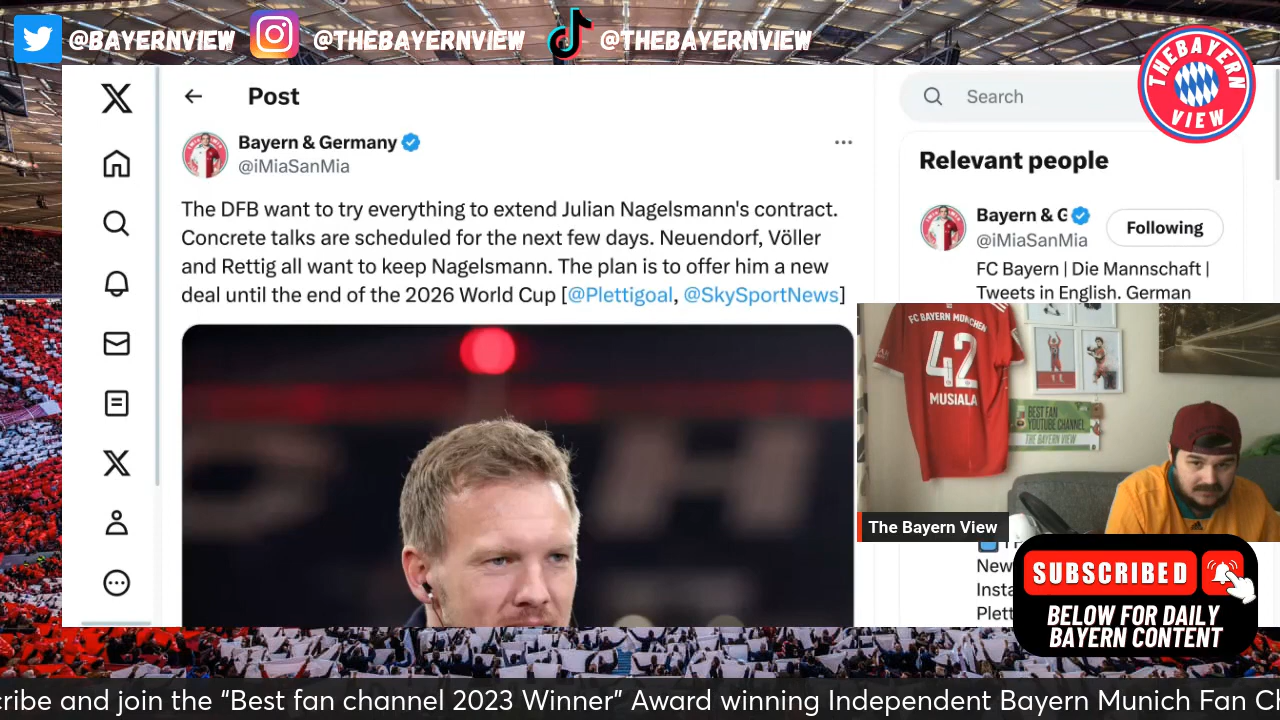 @BAYERNVIEW @THEBAYERNVIEW @THEBAYERNVIEW
THEBAYERN
VIEW
Post
Search
Bayern & Germany
@iMiaSanMia
The DFB want to try everything to extend Julian Nagelsmann's contract.
Concrete talks are scheduled for the next few days. Neuendorf, Völler
and Rettig all want to keep Nagelsmann. The plan is to offer him a new
deal until the end of the 2026 World Cup [@Plettigoal, @SkySportNews]
Relevant people
Bayern & G
@iMiaSanMia
Following
FC Bayern | Die Mannschaft |
Tweets in English. German
FC BAYERN MÜNCHEN
42
MUSIALA
BEST FAN
YOUTUBE CHANNEL
THE BAYERN VIEW
The Bayern View
New
Insta
Plett
SUBSCRIBED
BELOW FOR DAILY
BAYERN CONTENT
cribe and join the “Best fan channel 2023 Winner” Award winning Independent Bayern Munich Fan Ch